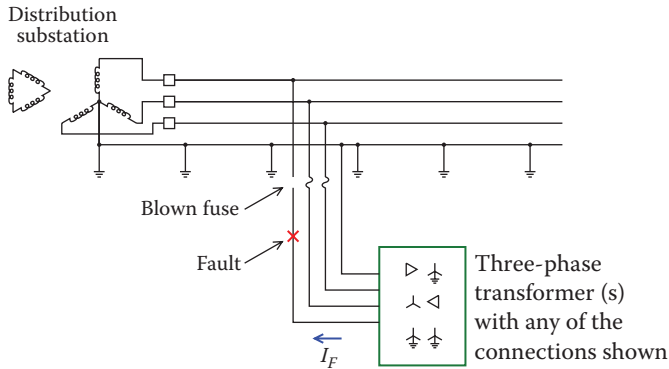 Distribution
substation
Blown fuse
Fault
I_F
Three-phase
transformer (s)
with any of the
connections shown